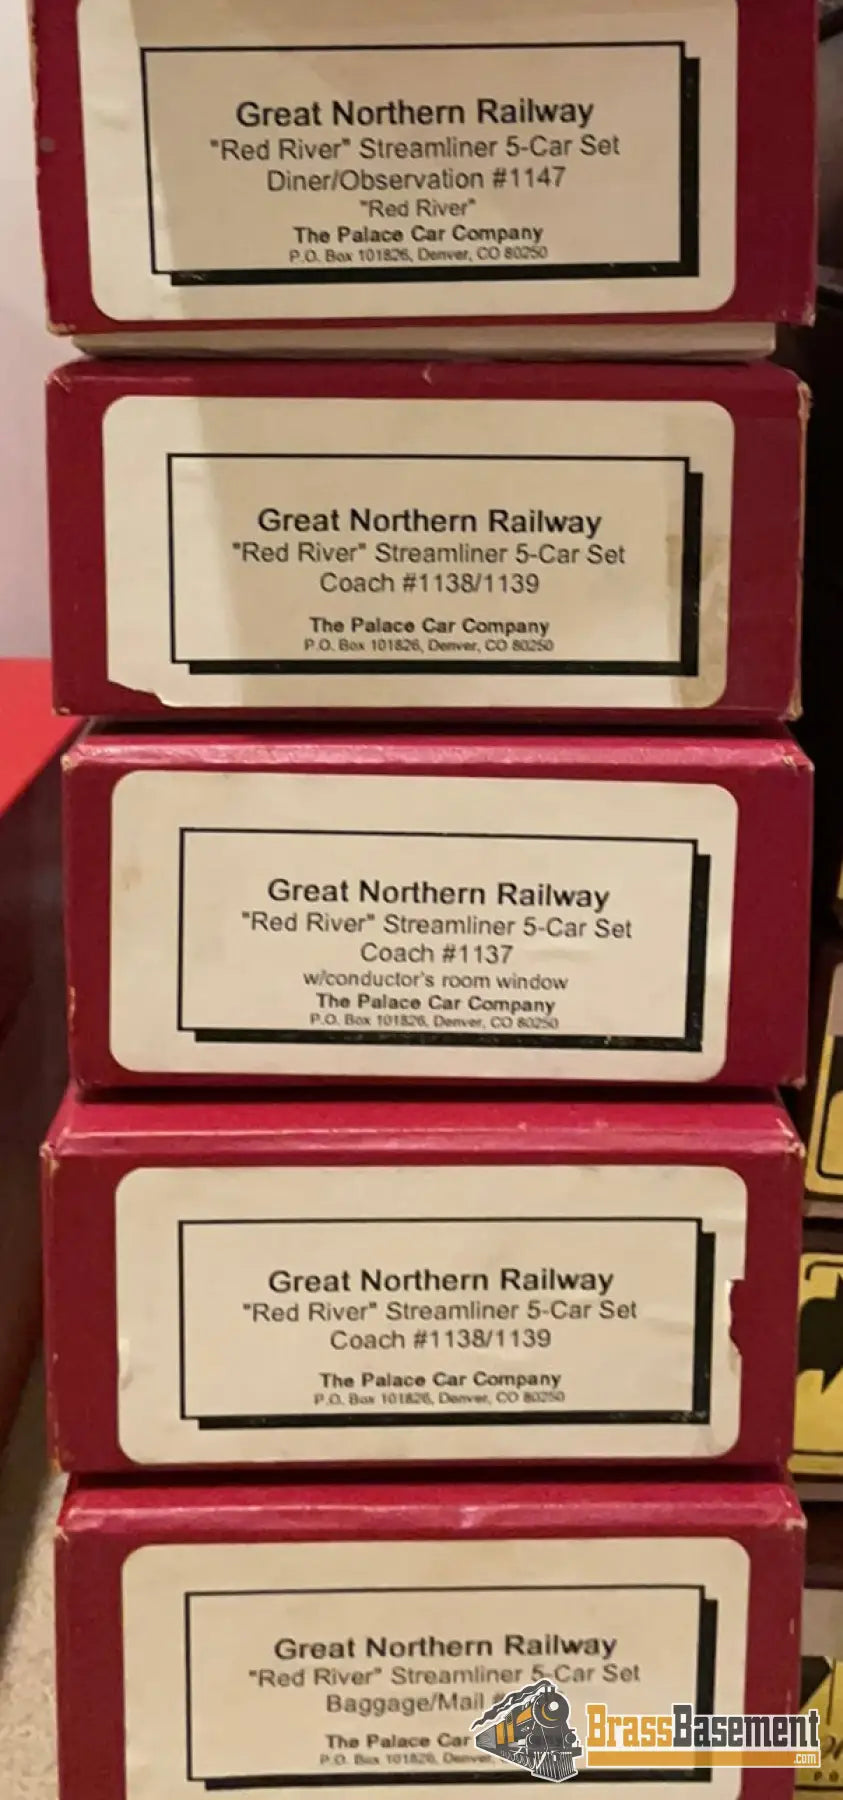 Great Northern Railway
"Red River" Streamliner 5-Car Set
Diner/Observation #1147
"Red River"
The Palace Car Company
P.O. Box 101826, Denver, CO 80250
Great Northern Railway
"Red River" Streamliner 5-Car Set
Coach #1138/1139
The Palace Car Company
P.O. Box 101826, Denver, CO 80250
Great Northern Railway
"Red River" Streamliner 5-Car Set
Coach #1137
w/conductor's room window
The Palace Car Company
P.O. Box 101826, Denver, CO 80250
Great Northern Railway
"Red River" Streamliner 5-Car Set
Coach #1138/1139
The Palace Car Company
P.O. Box 101826, Denver, CO 80250
Great Northern Railway
"Red River" Streamliner 5-Car Set
Baggage/Mail
The Palace Car
P.O. Box 101826, Denver,
BrassBasement
.com